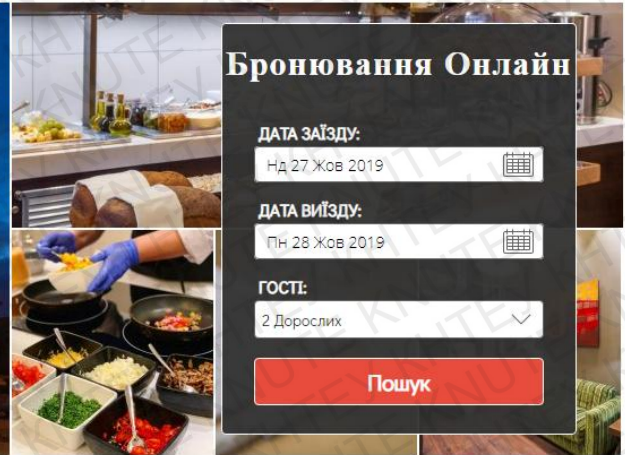 Бронювання Онлайн
ДАТА ЗАЇЗДУ:
Нд 27 Жов 2019
ДАТА ВИЇЗДУ:
Пн 28 Жов 2019
ГОСТІ:
2 Дорослих
Пошук